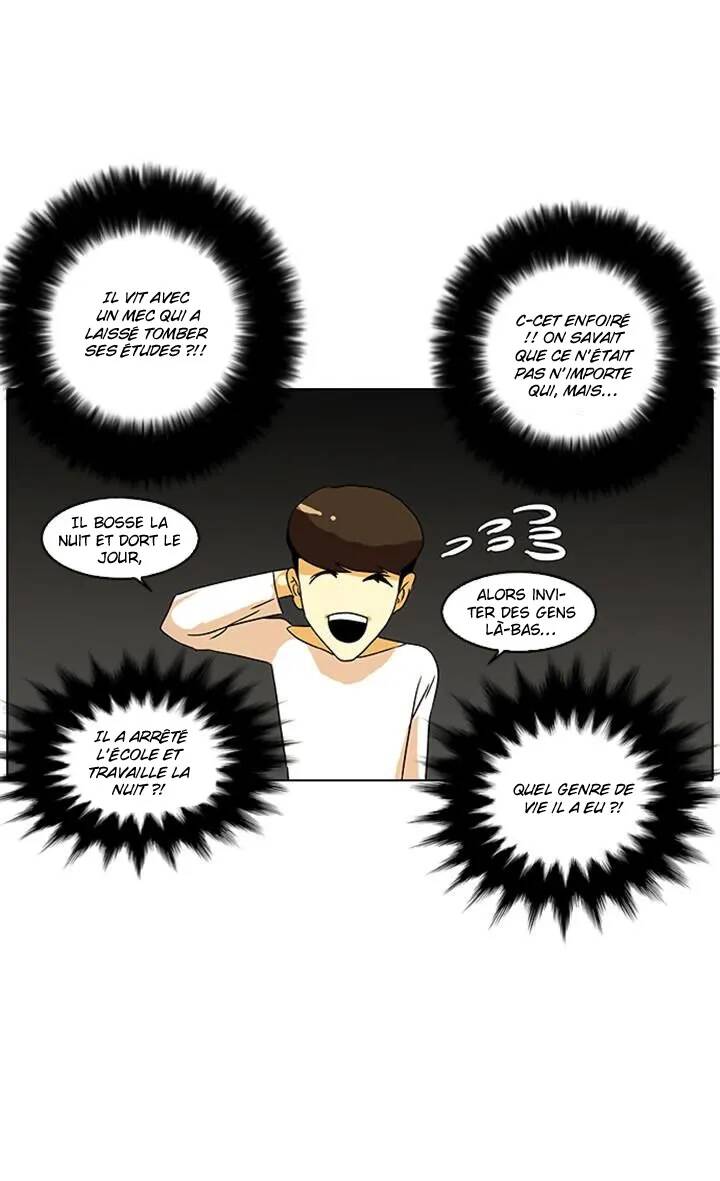 IL VIT AVEC
UN MEC QUI A
LAISSÉ TOMBER
SES ÉTUDES ?!!
C-CET ENFOIRÉ
!! ON SAVAIT
QUE CE N'ÉTAIT
PAS N'IMPORTE
QUI, MAIS...
IL BOSSE LA
NUIT ET DORT LE
JOUR,
ALORS INVI-
TER DES GENS
LÀ-BAS...
IL A ARRÊTÉ
L'ÉCOLE ET
TRAVAILLE LA
NUIT ?!
QUEL GENRE DE
VIE IL A EU ?!